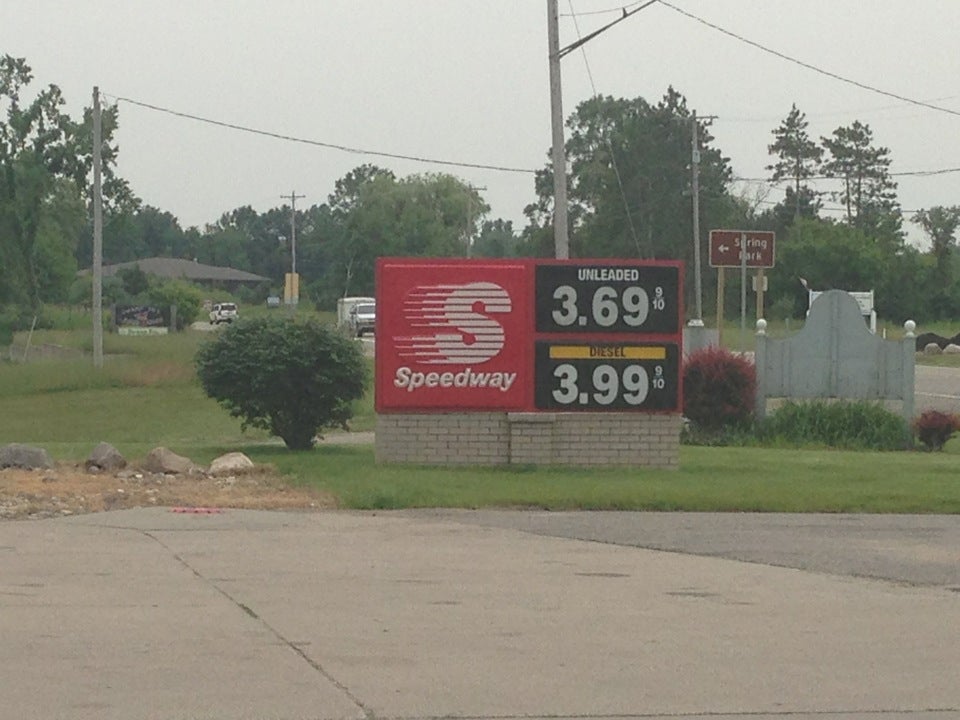 S
Speedway
UNLEADED
3.69 9/10
DIESEL
3.99 9/10
← Spring
Park